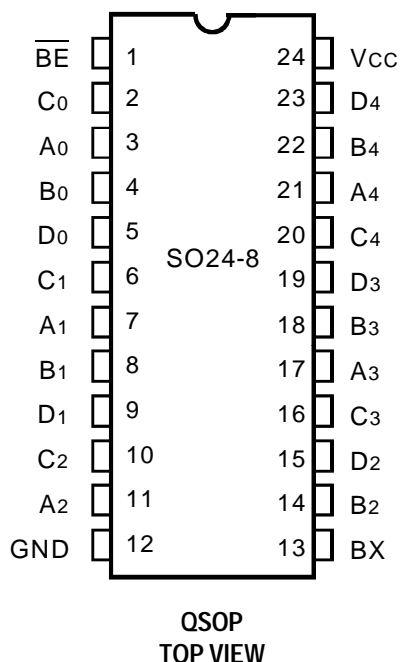 BE 1 24 VCC
C0 2 23 D4
A0 3 22 B4
B0 4 21 A4
D0 5 20 C4
SO24-8
C1 6 19 D3
A1 7 18 B3
B1 8 17 A3
D1 9 16 C3
C2 10 15 D2
A2 11 14 B2
GND 12 13 BX
QSOP
TOP VIEW